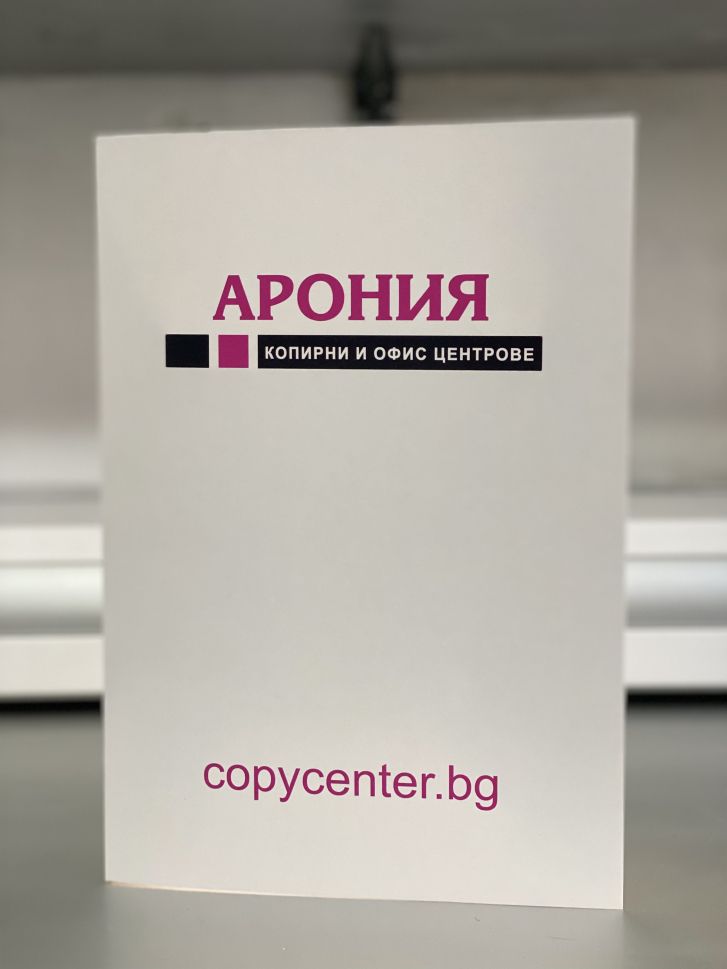 АРОНИЯ
КОПИРНИ И ОФИС ЦЕНТРОВЕ
copycenter.bg